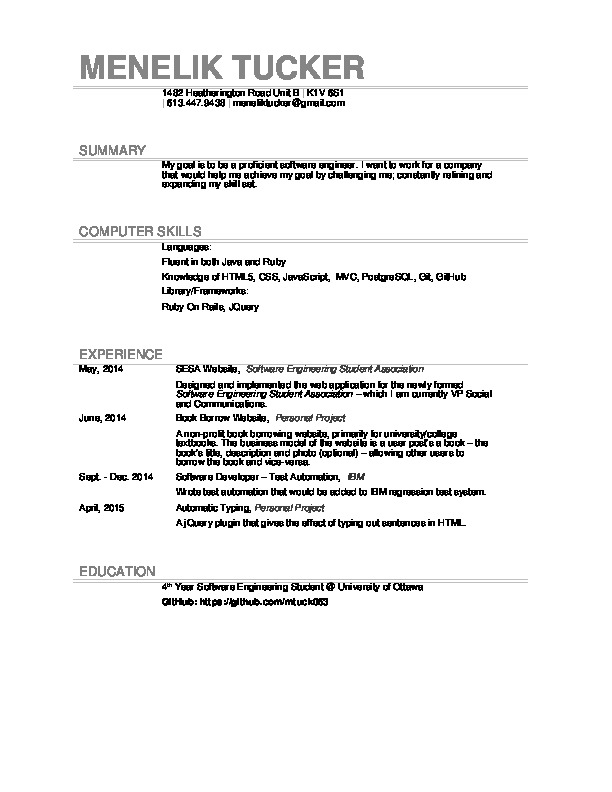 MENELIK TUCKER
1482 Heatherington Road Unit B | K1V 6S1
| 613.447.9438 | meneliktucker@gmail.com
SUMMARY
My goal is to be a proficient software engineer. I want to work for a company
that would help me achieve my goal by challenging me; constantly refining and
expanding my skill set.
COMPUTER SKILLS
Languages:
Fluent in both Java and Ruby
Knowledge of HTML5, CSS, JavaScript, MVC, PostgreSQL, Git, GitHub
Library/Frameworks:
Ruby On Rails, JQuery
EXPERIENCE
May, 2014 SESA Website, Software Engineering Student Association
Designed and implemented the web application for the newly formed
Software Engineering Student Association – which I am currently VP Social
and Communications.
June, 2014 Book Borrow Website, Personal Project
A non-profit book borrowing website, primarily for university/college
textbooks. The business model of the website is a user post's a book – the
book's title, description and photo (optional) – allowing other users to
borrow the book and vice-versa.
Sept. - Dec. 2014 Software Developer – Test Automation, IBM
Wrote test automation that would be added to IBM regression test system.
April, 2015 Automatic Typing, Personal Project
A jQuery plugin that gives the effect of typing out sentences in HTML.
EDUCATION
4th Year Software Engineering Student @ University of Ottawa
GitHub: https://github.com/mtuck063